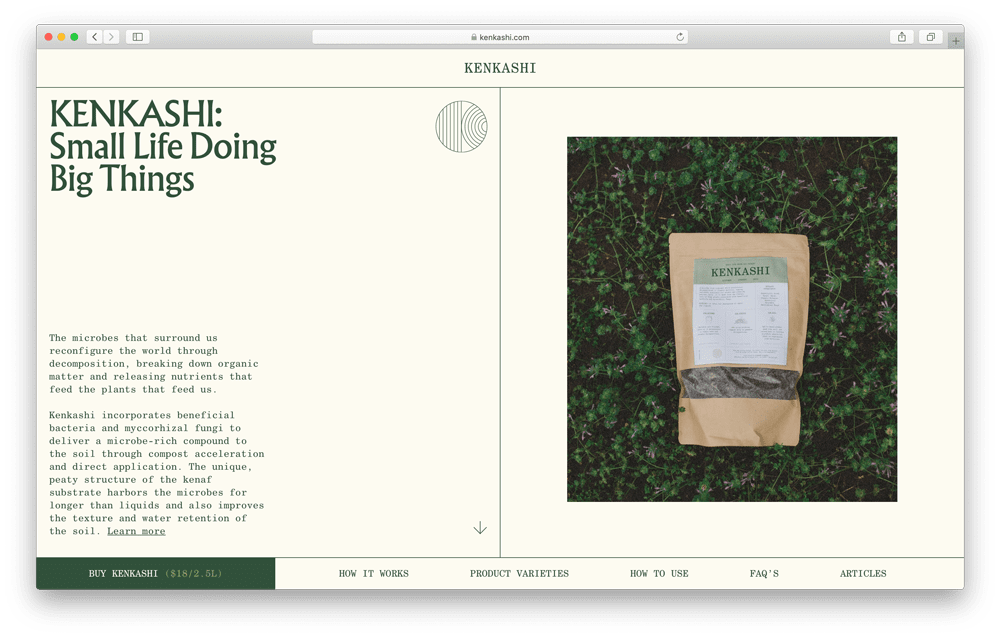 kenkashi.com
KENKASHI
KENKASHI:
Small Life Doing
Big Things
The microbes that surround us
reconfigure the world through
decomposition, breaking down organic
matter and releasing nutrients that
feed the plants that feed us.
Kenkashi incorporates beneficial
bacteria and myccorhizal fungi to
deliver a microbe-rich compound to
the soil through compost acceleration
and direct application. The unique,
peaty structure of the kenaf
substrate harbors the microbes for
longer than liquids and also improves
the texture and water retention of
the soil. Learn more
KENKASHI
BUY KENKASHI ($18/2.5L)
HOW IT WORKS
PRODUCT VARIETIES
HOW TO USE
FAQ'S
ARTICLES